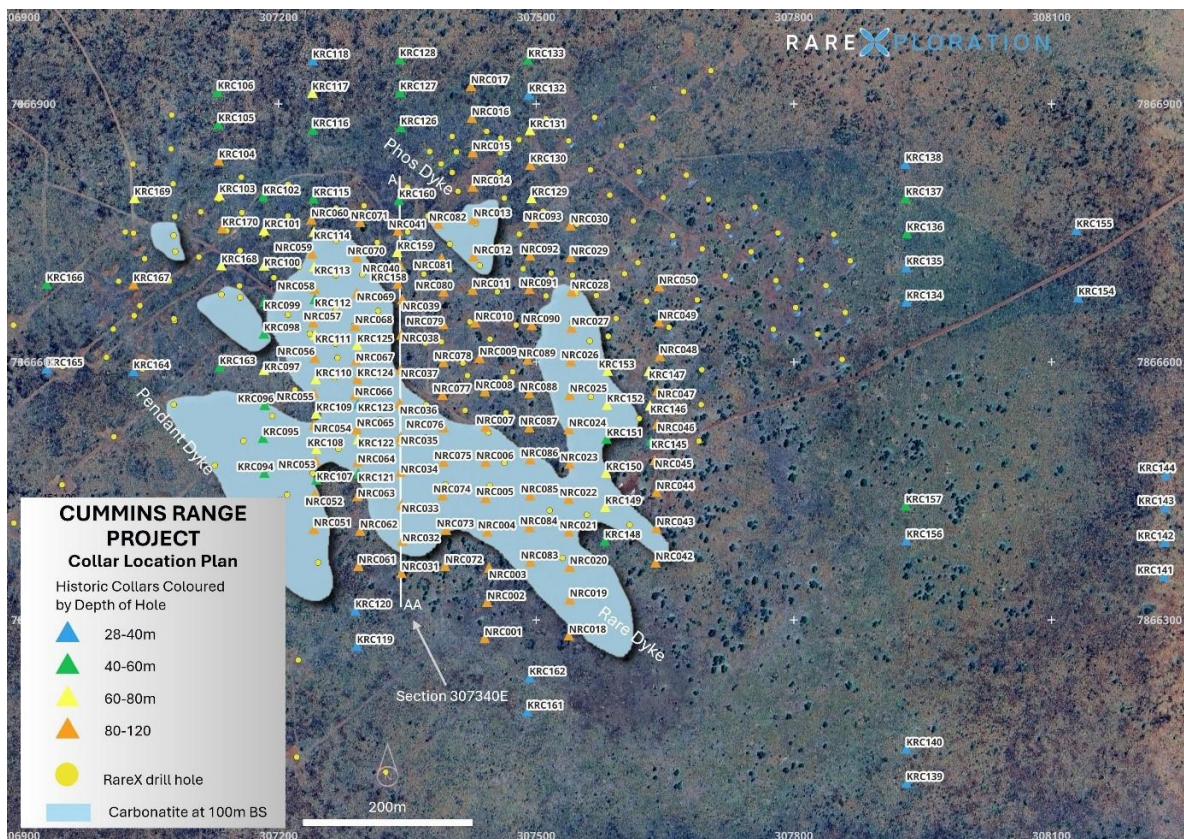 06900
307200
307500
307800
308100
RAREXPLORATION
KRC118
KRC128
KRC133
KRC106
KRC117
KRC127
NRC017
KRC132
7866900
7866900
KRC105
KRC116
KRC126
NRC016
KRC131
KRC104
Phos Dyke
NRC015
KRC130
KRC138
KRC169
KRC103
KRC102
KRC115
A
KRC160
NRC014
KRC129
KRC137
KRC170
KRC101
NRC060
NRC071
NRC041
NRC082
NRC013
NRC093
NRC030
KRC136
KRC155
KRC114
KRC168
KRC100
NRC059
NRC070
KRC159
NRC012
NRC092
NRC029
KRC135
KRC166
KRC167
KRC113
NRC040
NRC081
KRC158
NRC058
NRC080
NRC011
NRC091
NRC028
NRC050
KRC134
KRC154
KRC099
KRC112
NRC069
NRC039
KRC098
NRC057
NRC068
NRC079
NRC010
NRC090
NRC027
NRC049
KRC111
KRC125
NRC038
7866600
7866600
KRC165
KRC164
KRC163
KRC097
NRC056
NRC067
NRC078
NRC009
NRC089
NRC026
KRC153
NRC048
KRC110
KRC124
NRC037
KRC147
Pendant Dyke
KRC096
NRC055
NRC066
NRC077
NRC008
NRC088
NRC025
KRC152
NRC047
KRC109
KRC123
NRC036
KRC146
KRC095
NRC054
NRC065
NRC076
NRC007
NRC087
NRC024
KRC151
NRC046
KRC108
KRC122
NRC035
KRC145
KRC094
NRC053
NRC064
NRC075
NRC006
NRC086
NRC023
KRC150
NRC045
KRC144
KRC107
KRC121
NRC034
NRC052
NRC063
NRC074
NRC005
NRC085
NRC022
KRC149
NRC044
KRC157
KRC143
NRC033
NRC051
NRC062
NRC073
NRC004
NRC084
NRC021
KRC148
NRC043
KRC156
KRC142
NRC032
NRC061
NRC031
NRC072
NRC003
NRC083
NRC020
NRC042
KRC141
KRC120
AA
NRC002
NRC019
Rare Dyke
7866300
KRC119
NRC001
NRC018
Section 307340E
KRC162
KRC161
KRC140
KRC139
CUMMINS RANGE
PROJECT
Collar Location Plan
Historic Collars Coloured
by Depth of Hole
28-40m
40-60m
60-80m
80-120
RareX drill hole
Carbonatite at 100m BS
200m
06900
307200
307500
307800
308100